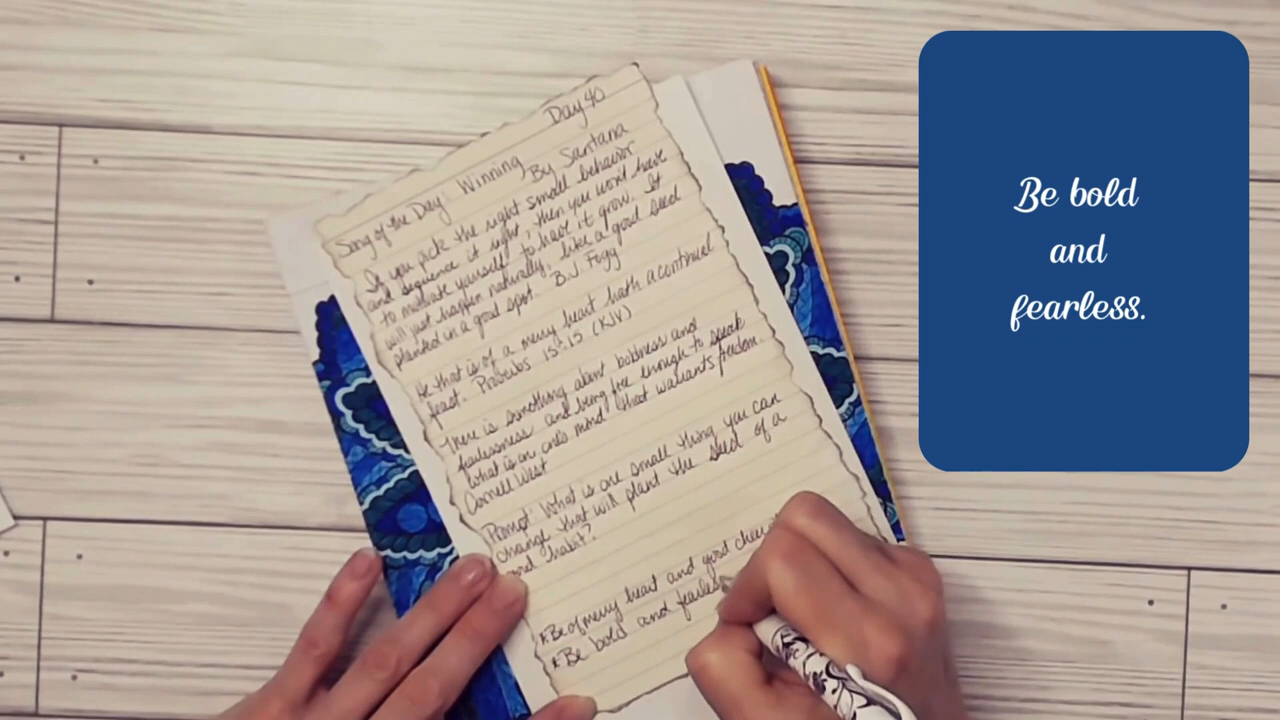 Day 40
Song of the Day: Winning By Santana
If you pick the right small behavior
and sequence it right, then you won't have
to motivate yourself to have it grow. It
will just happen naturally, like a good seed
planted in a good spot. B.J. Fogg
He that is of a merry heart hath a continual
feast. Proverbs 15:15 (KJV)
There is something about boldness and
fearlessness and being free enough to speak
what is on one's mind that warrants freedom.
Cornell West
Prompt: What is one small thing you can
change that will plant the seed of a
good habit?
*Be of merry heart and good cheer
*Be bold and fearless
Be bold
and
fearless.